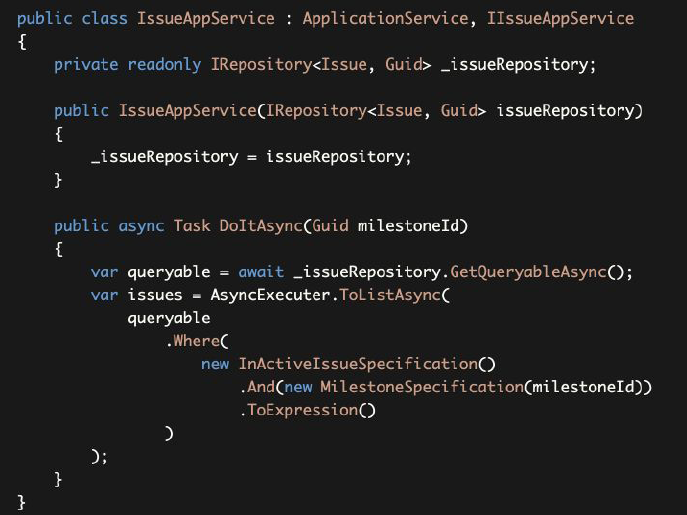 public class IssueAppService : ApplicationService, IIssueAppService
{
    private readonly IRepository<Issue, Guid> _issueRepository;

    public IssueAppService(IRepository<Issue, Guid> issueRepository)
    {
        _issueRepository = issueRepository;
    }

    public async Task DoItAsync(Guid milestoneId)
    {
        var queryable = await _issueRepository.GetQueryableAsync();
        var issues = AsyncExecuter.ToListAsync(
            queryable
                .Where(
                    new InActiveIssueSpecification()
                        .And(new MilestoneSpecification(milestoneId))
                        .ToExpression()
                )
        );
    }
}